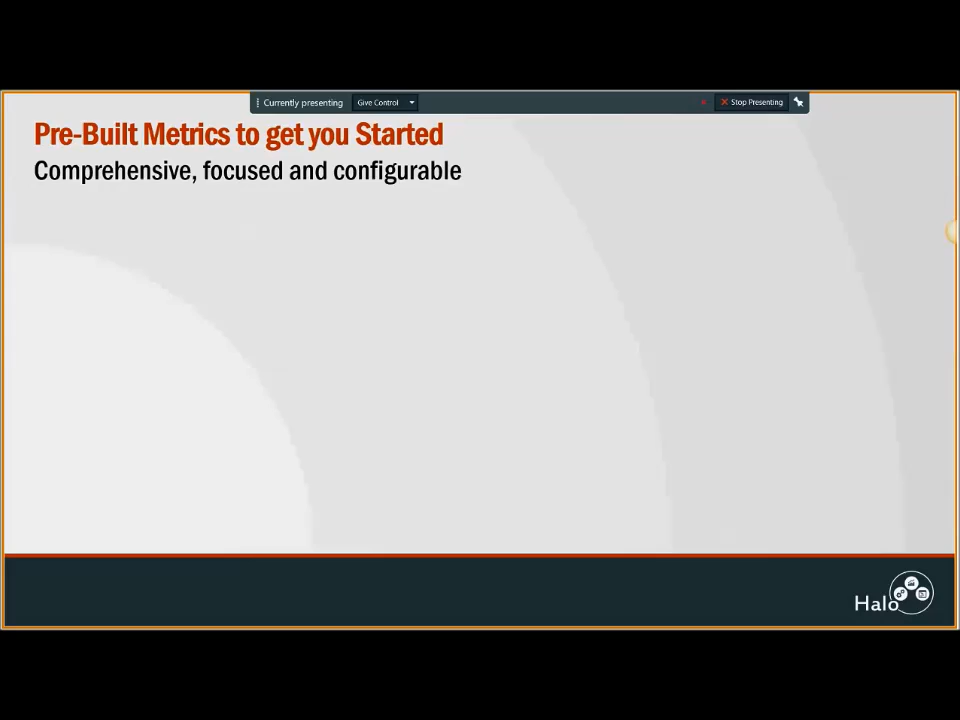 Currently presenting Give Control Stop Presenting
Pre-Built Metrics to get you Started
Comprehensive, focused and configurable
Halo